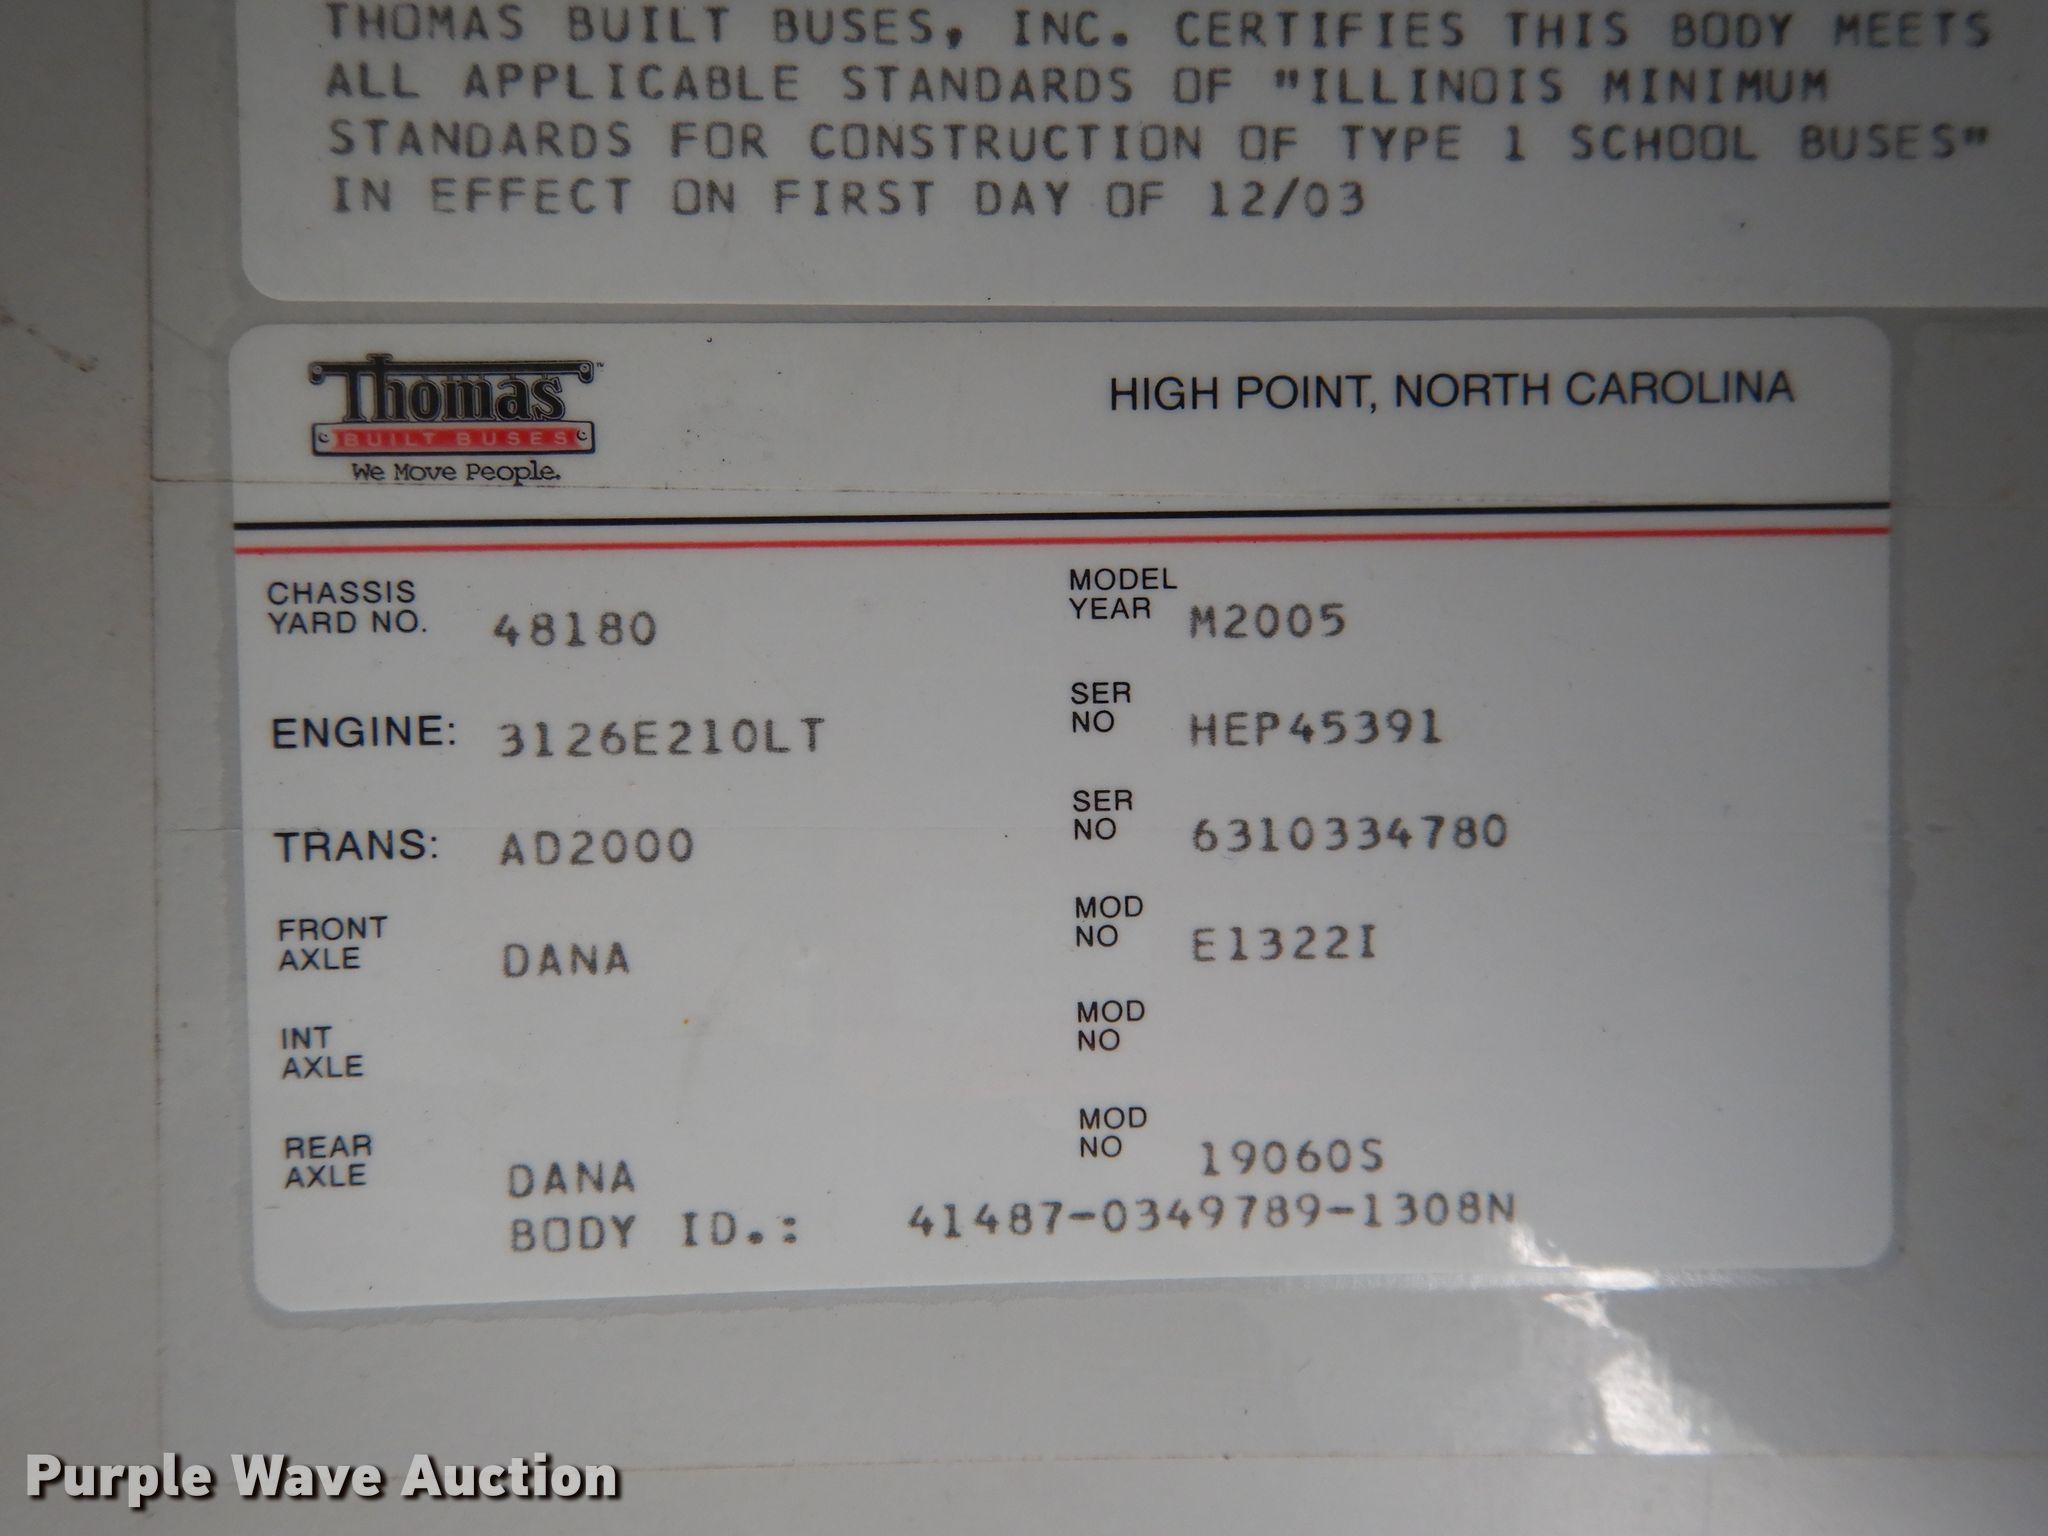 THOMAS BUILT BUSES, INC. CERTIFIES THIS BODY MEETS
ALL APPLICABLE STANDARDS OF "ILLINOIS MINIMUM
STANDARDS FOR CONSTRUCTION OF TYPE 1 SCHOOL BUSES"
IN EFFECT ON FIRST DAY OF 12/03
Thomas™
BUILT BUSES
We Move People.
HIGH POINT, NORTH CAROLINA
CHASSIS
YARD NO. 48180
MODEL
YEAR M2005
ENGINE: 3126E210LT
SER
NO HEP45391
TRANS: AD2000
SER
NO 6310334780
FRONT
AXLE DANA
MOD
NO E1322I
INT
AXLE
MOD
NO
REAR
AXLE DANA
MOD
NO 19060S
BODY ID.: 41487-0349789-1308N
Purple Wave Auction